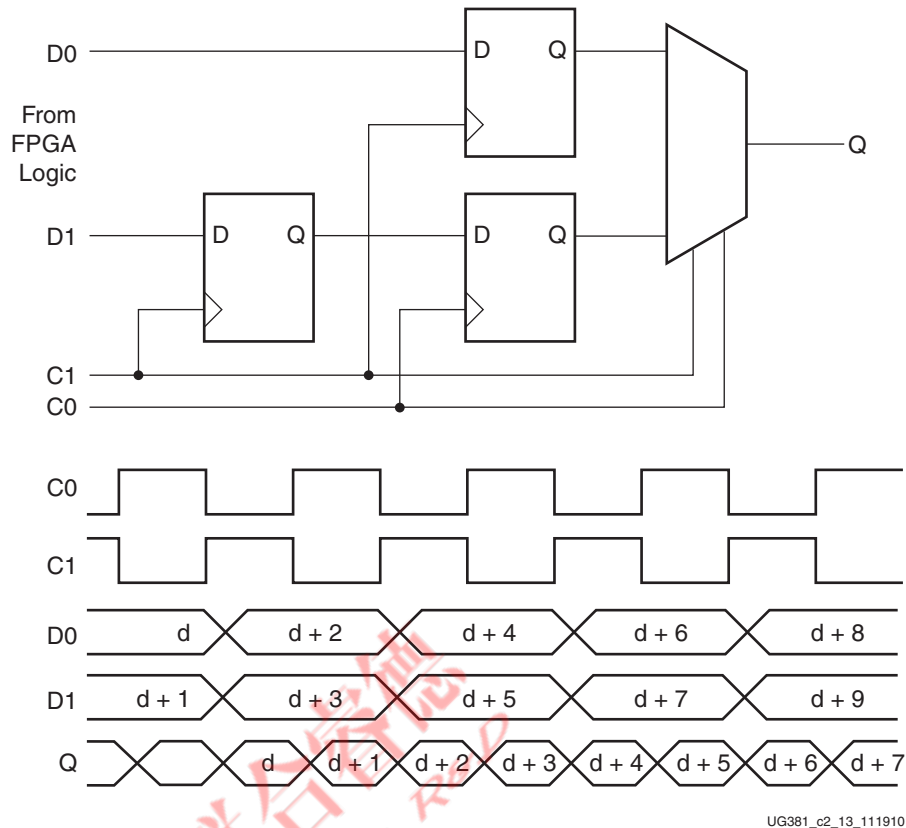 D0
D Q
From
FPGA
Logic
Q
D1
D Q
D Q
C1
C0
C0
C1
D0 d d + 2 d + 4 d + 6 d + 8
D1 d + 1 d + 3 d + 5 d + 7 d + 9
Q d d + 1 d + 2 d + 3 d + 4 d + 5 d + 6 d + 7
R&D
UG381_c2_13_111910